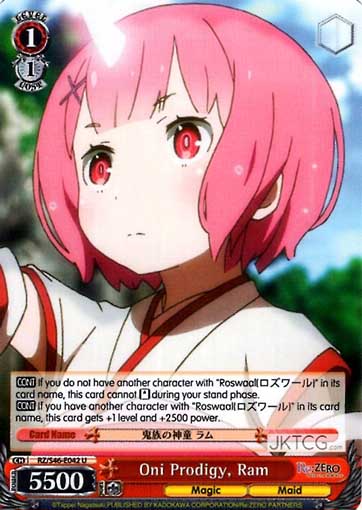 LEVEL
1
1
COST
CONT If you do not have another character with "Roswaal[ロズワール]" in
its card name, this card cannot [*] during your stand phase.
CONT If you have another character with "Roswaal[ロズワール]" in its card
name, this gets +1 level and +2500 power.
Card Name 鬼族の神童 ラム
JKTCG.com
CH RZ/S46-E042 U
Oni Prodigy, Ram
Re:ZERO
POWER
5500
Magic
Maid
©Tappei Nagatsuki,PUBLISHED BY KADOKAWA CORPORATION/Re:ZERO PARTNERS